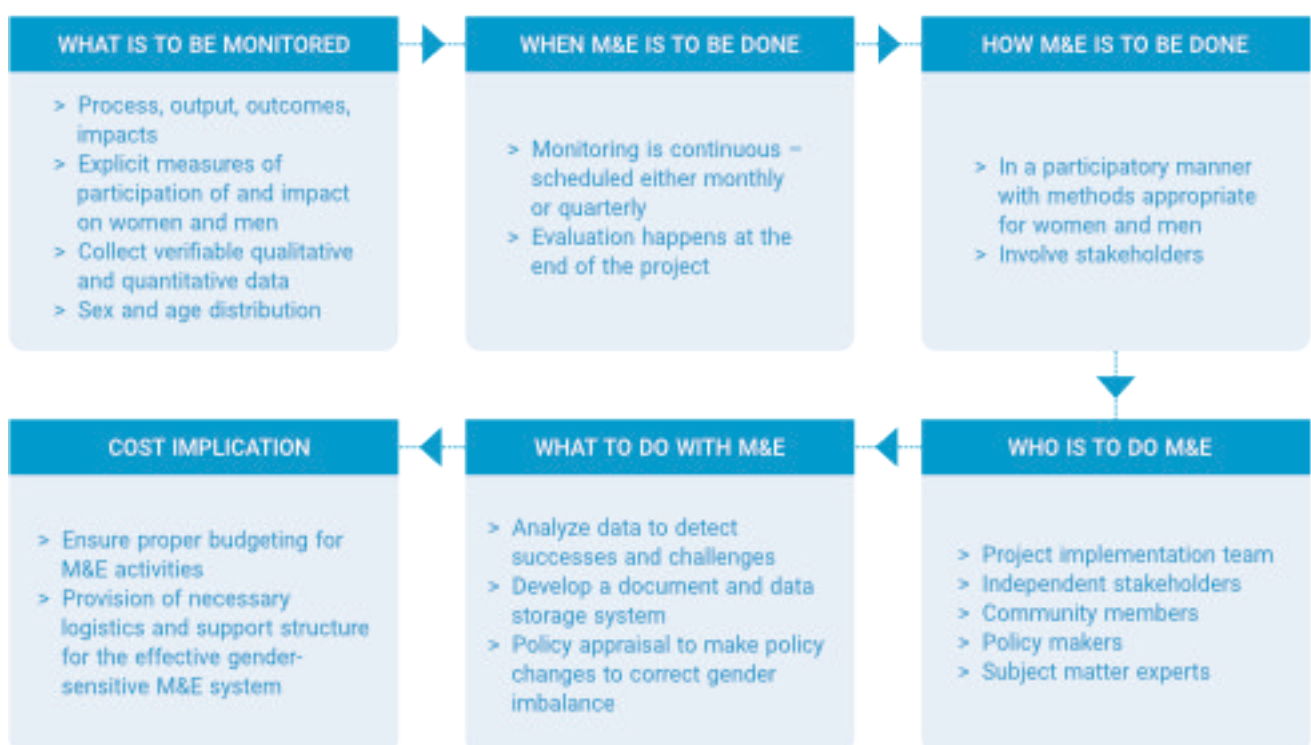 WHAT IS TO BE MONITORED
> Process, output, outcomes,
impacts
> Explicit measures of
participation of and impact
on women and men
> Collect verifiable qualitative
and quantitative data
> Sex and age distribution
WHEN M&E IS TO BE DONE
> Monitoring is continuous –
scheduled either monthly
or quarterly
> Evaluation happens at the
end of the project
HOW M&E IS TO BE DONE
> In a participatory manner
with methods appropriate
for women and men
> Involve stakeholders
WHO IS TO DO M&E
> Project implementation team
> Independent stakeholders
> Community members
> Policy makers
> Subject matter experts
WHAT TO DO WITH M&E
> Analyze data to detect
successes and challenges
> Develop a document and data
storage system
> Policy appraisal to make policy
changes to correct gender
imbalance
COST IMPLICATION
> Ensure proper budgeting for
M&E activities
> Provision of necessary
logistics and support structure
for the effective gender-
sensitive M&E system